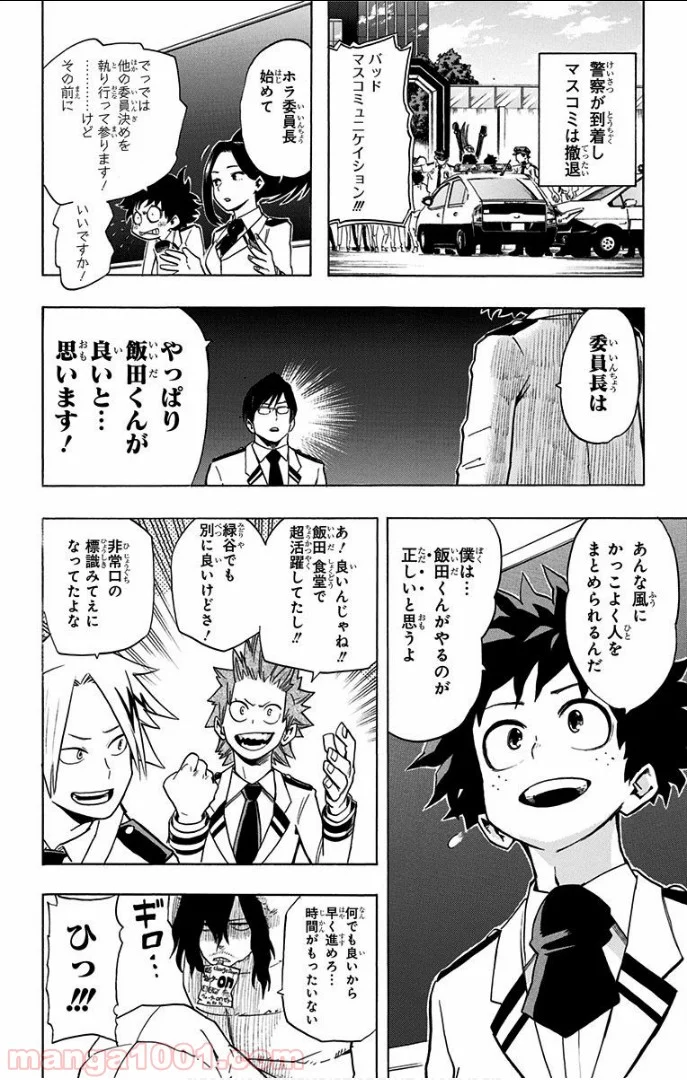 警察が到着し
マスコミは撤退
バッド
マスコミュニケイション!!!
ホラ委員長
始めて
でっでは
他の委員決めを
執り行って参ります!
………けど
その前に
いいですか!
委員長は
やっぱり
飯田くんが
良いと…
思います!
あんな風に
かっこよく人を
まとめられるんだ
僕は…
飯田くんがやるのが
正しいと思うよ
あ!良いんじゃね!!
飯田 食堂で
超活躍してたし!!
緑谷でも
別に良いけどさ!
非常口の
標識みてえに
なってたよな
何でも良いから
早く進めろ…
時間がもったいない
ギロ…
ひっ!!!
manga1001.com